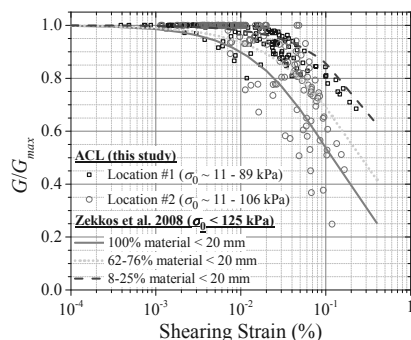 1.0
0.8
0.6
0.4
0.2
0.0
G/Gmax
ACL (this study)
Location #1 (σ0 ~ 11 - 89 kPa)
Location #2 (σ0 ~ 11 - 106 kPa)
Zekkos et al. 2008 (σ0 < 125 kPa)
100% material < 20 mm
62-76% material < 20 mm
8-25% material < 20 mm
10-4 10-3 10-2 10-1 100
Shearing Strain (%)